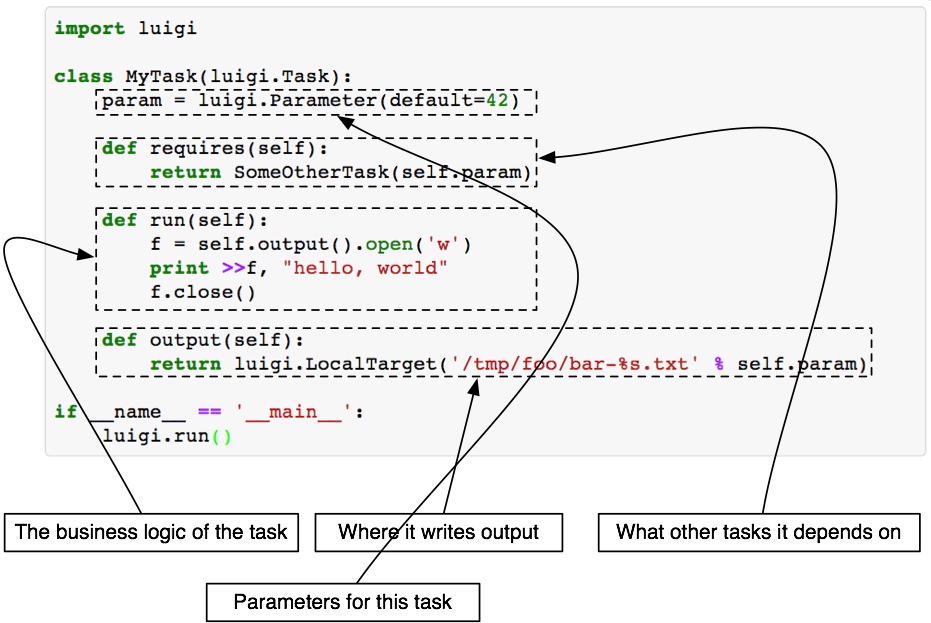 import luigi
class MyTask(luigi.Task):
param = luigi.Parameter(default=42)
def requires(self):
return SomeOtherTask(self.param)
def run(self):
f = self.output().open('w')
print >>f, "hello, world"
f.close()
def output(self):
return luigi.LocalTarget('/tmp/foo/bar-%s.txt' % self.param)
if __name__ == '__main__':
luigi.run()
The business logic of the task
Where it writes output
What other tasks it depends on
Parameters for this task